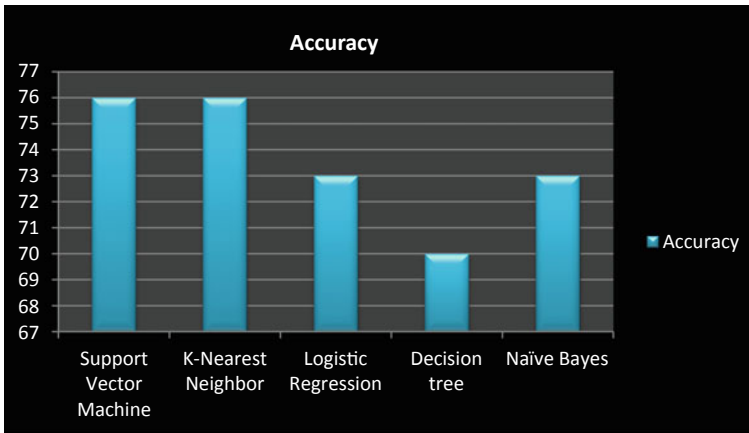 Accuracy
77
76
75
74
73
72
71
70
69
68
67
Support
Vector
Machine
K-Nearest
Neighbor
Logistic
Regression
Decision
tree
Naïve Bayes
Accuracy